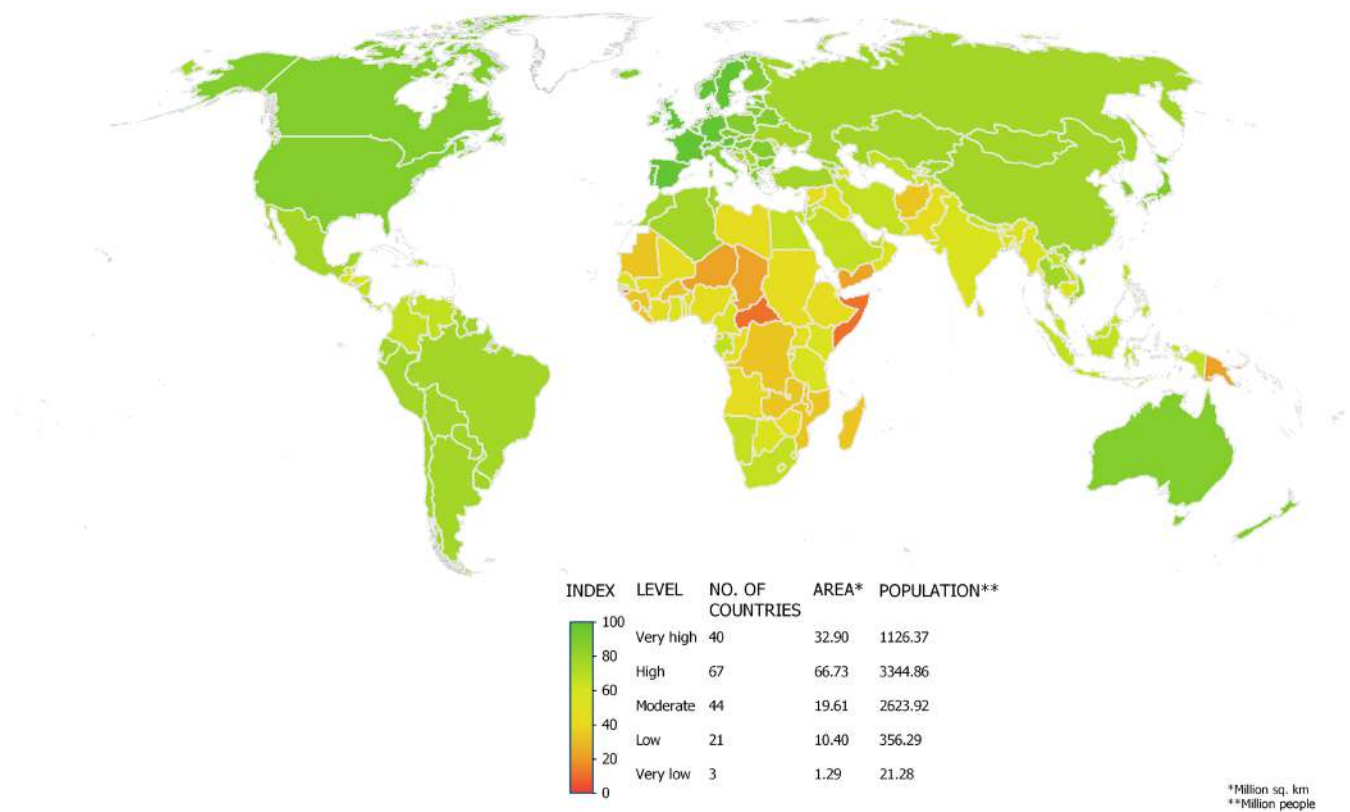 INDEX LEVEL NO. OF COUNTRIES AREA* POPULATION**
100
Very high 40 32.90 1126.37
80
High 67 66.73 3344.86
60
Moderate 44 19.61 2623.92
40
Low 21 10.40 356.29
20
Very low 3 1.29 21.28
0
*Million sq. km
**Million people